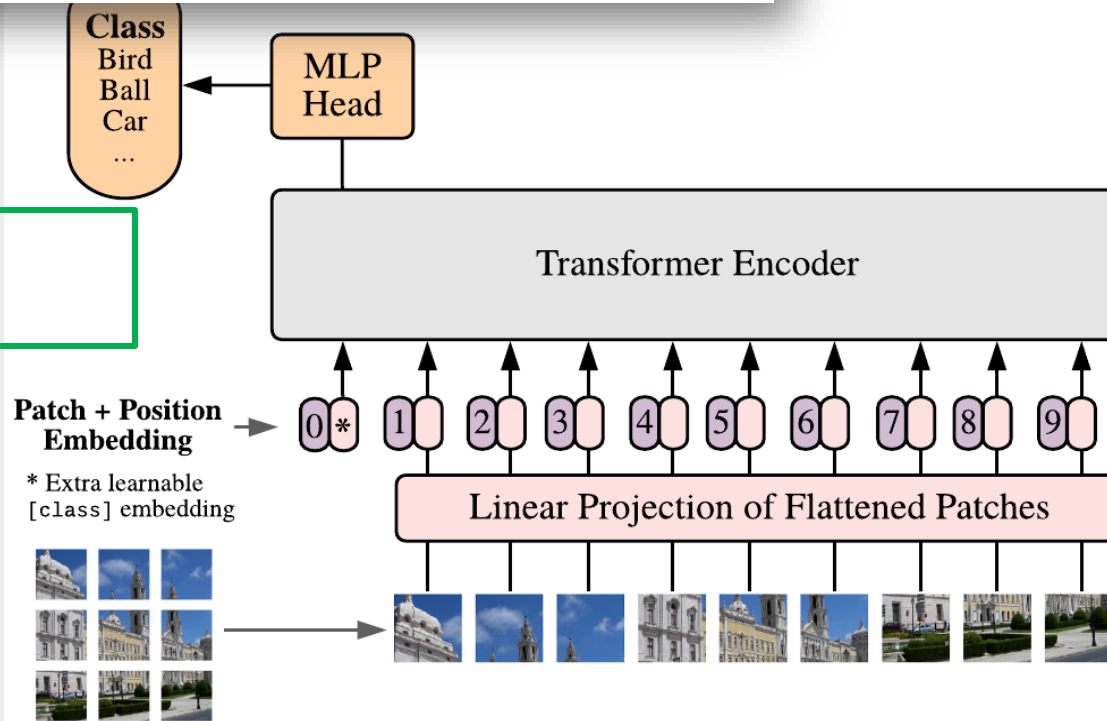 Class
Bird
Ball
Car
...
MLP
Head
Transformer Encoder
Patch + Position
Embedding
0 * 1 2 3 4 5 6 7 8 9
* Extra learnable
[class] embedding
Linear Projection of Flattened Patches